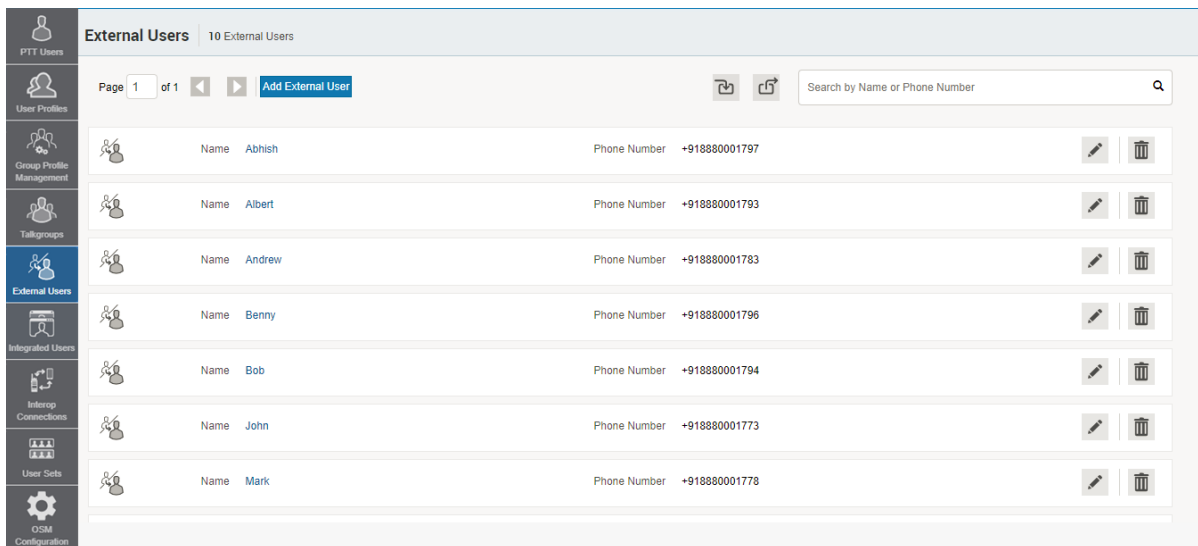 PTT Users
User Profiles
Group Profile
Management
Talkgroups
External Users
Integrated Users
Interop
Connections
User Sets
OSM
Configuration
External Users 10 External Users
Page 1 of 1 Add External User Search by Name or Phone Number
Name Abhish Phone Number +918880001797
Name Albert Phone Number +918880001793
Name Andrew Phone Number +918880001783
Name Benny Phone Number +918880001796
Name Bob Phone Number +918880001794
Name John Phone Number +918880001773
Name Mark Phone Number +918880001778